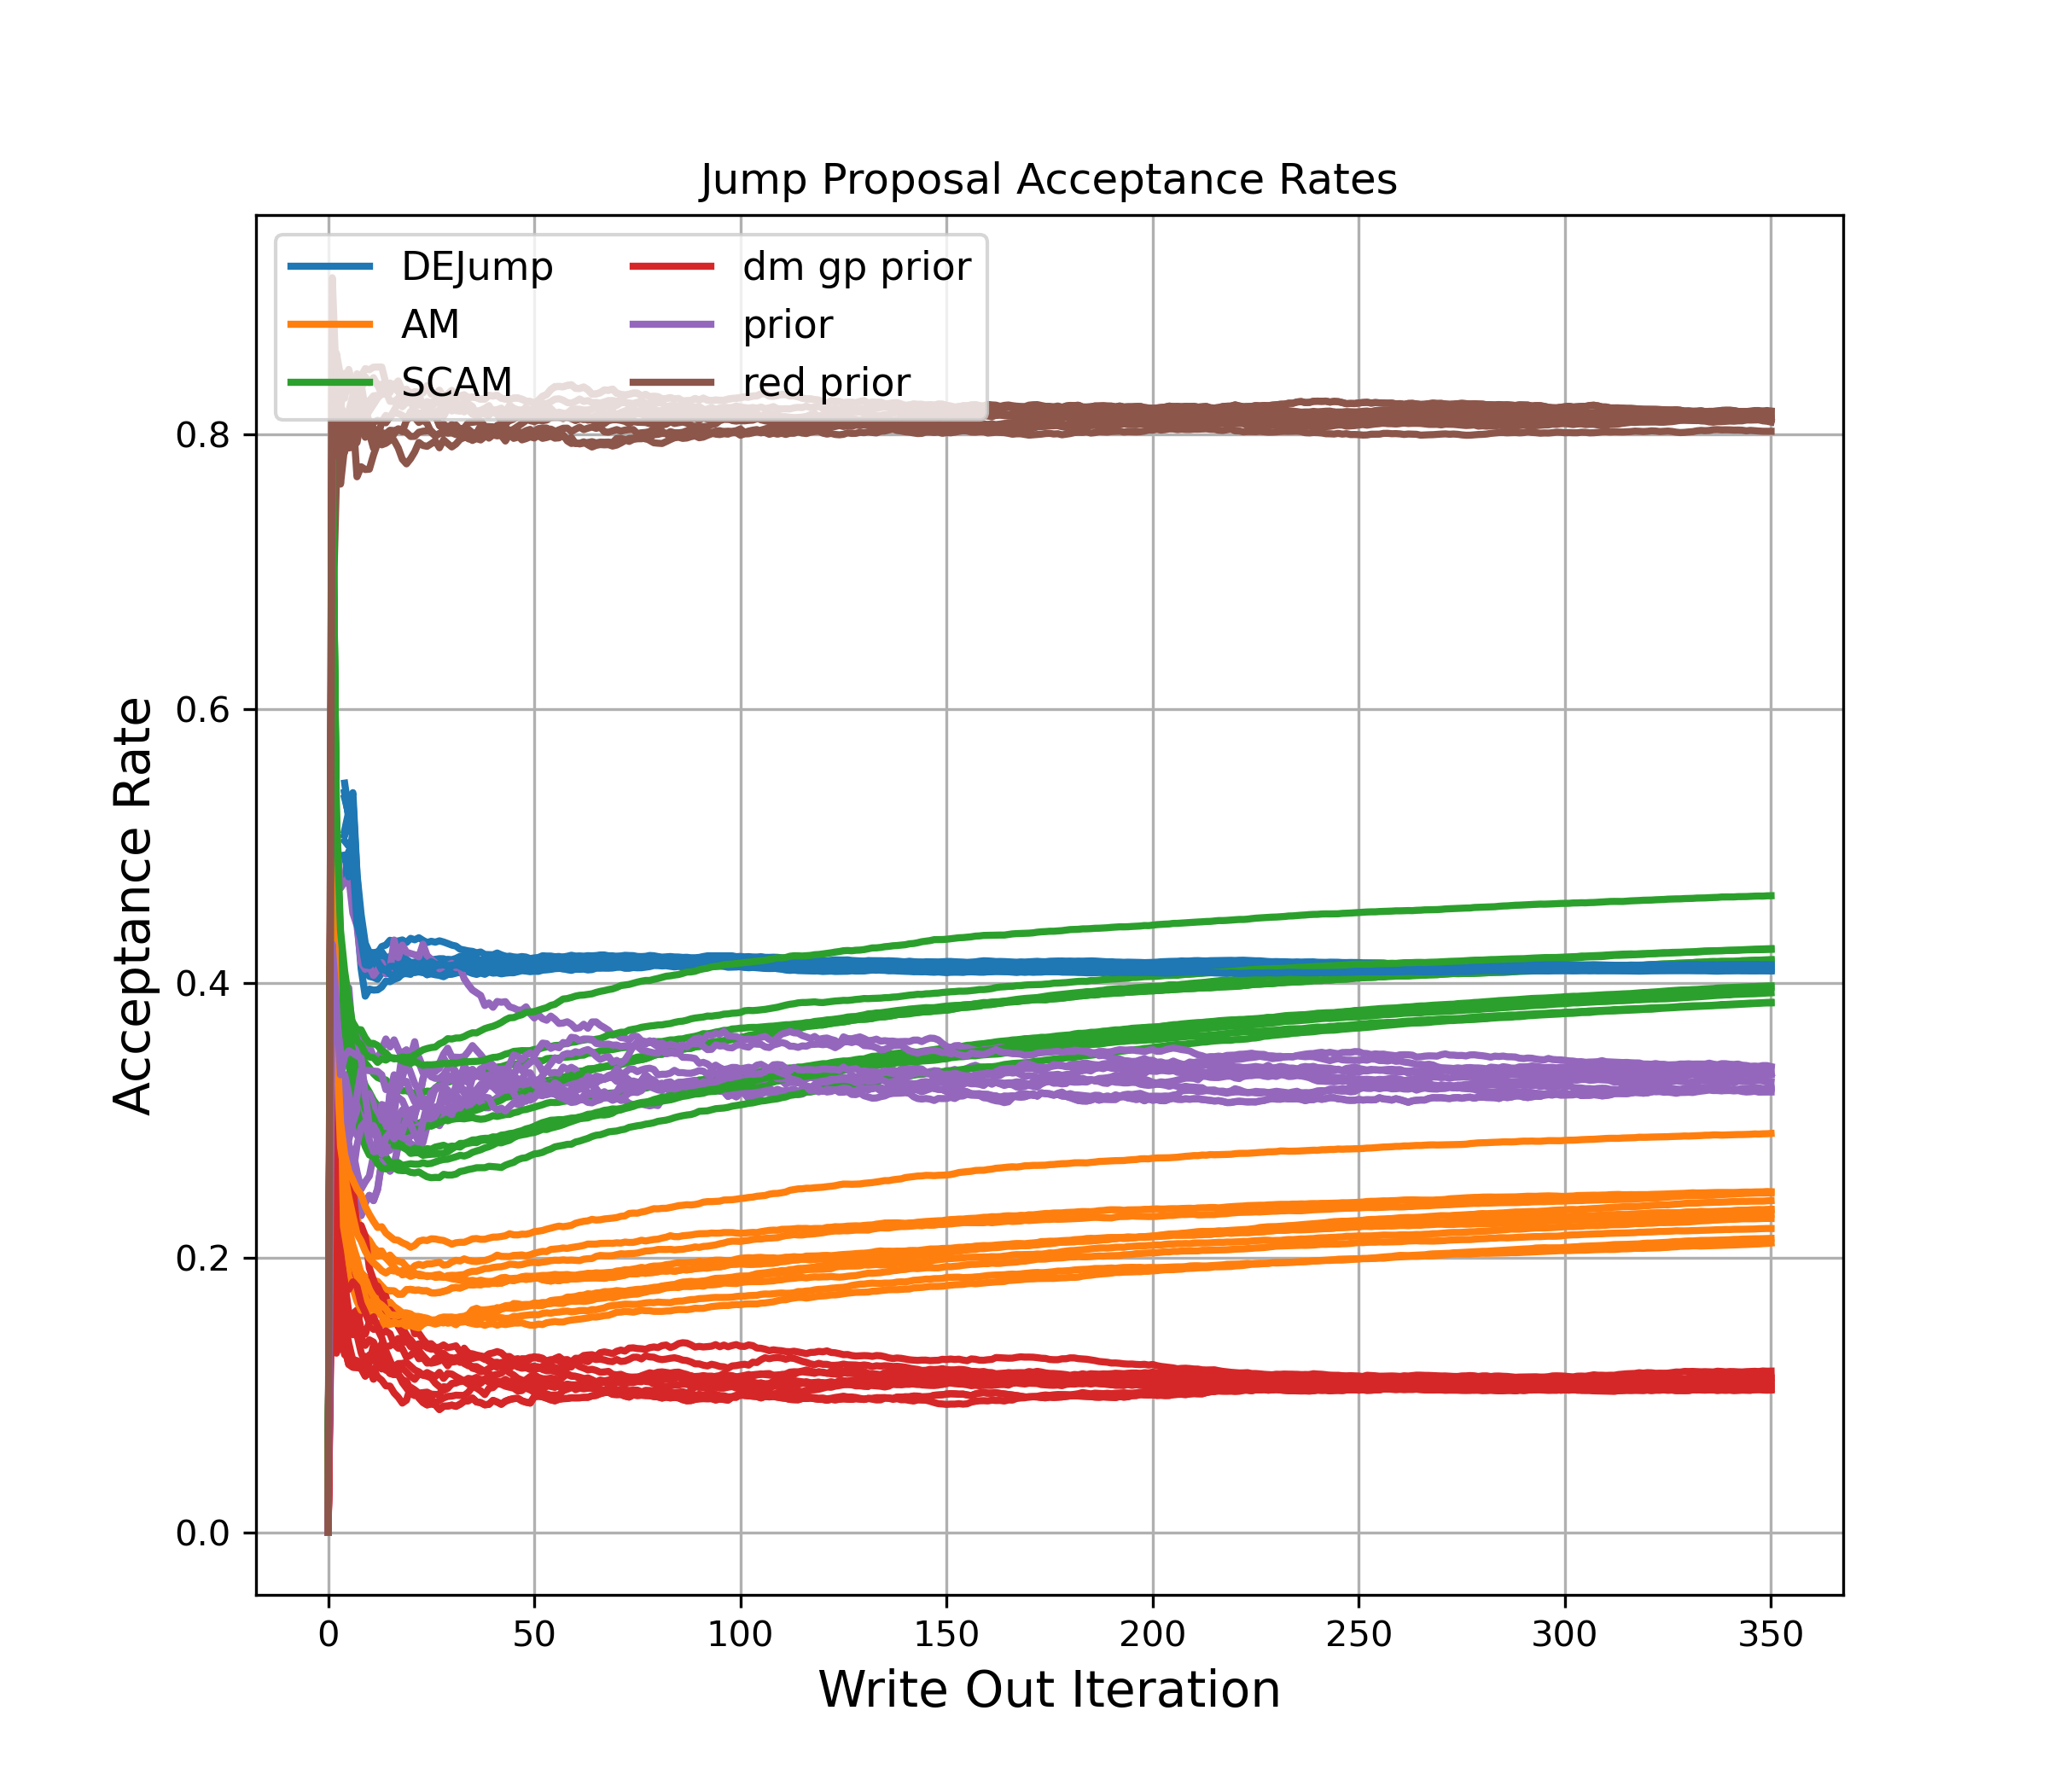 Jump Proposal Acceptance Rates
DEJump
AM
SCAM
dm gp prior
prior
red prior
Acceptance Rate
0.8
0.6
0.4
0.2
0.0
0 50 100 150 200 250 300 350
Write Out Iteration